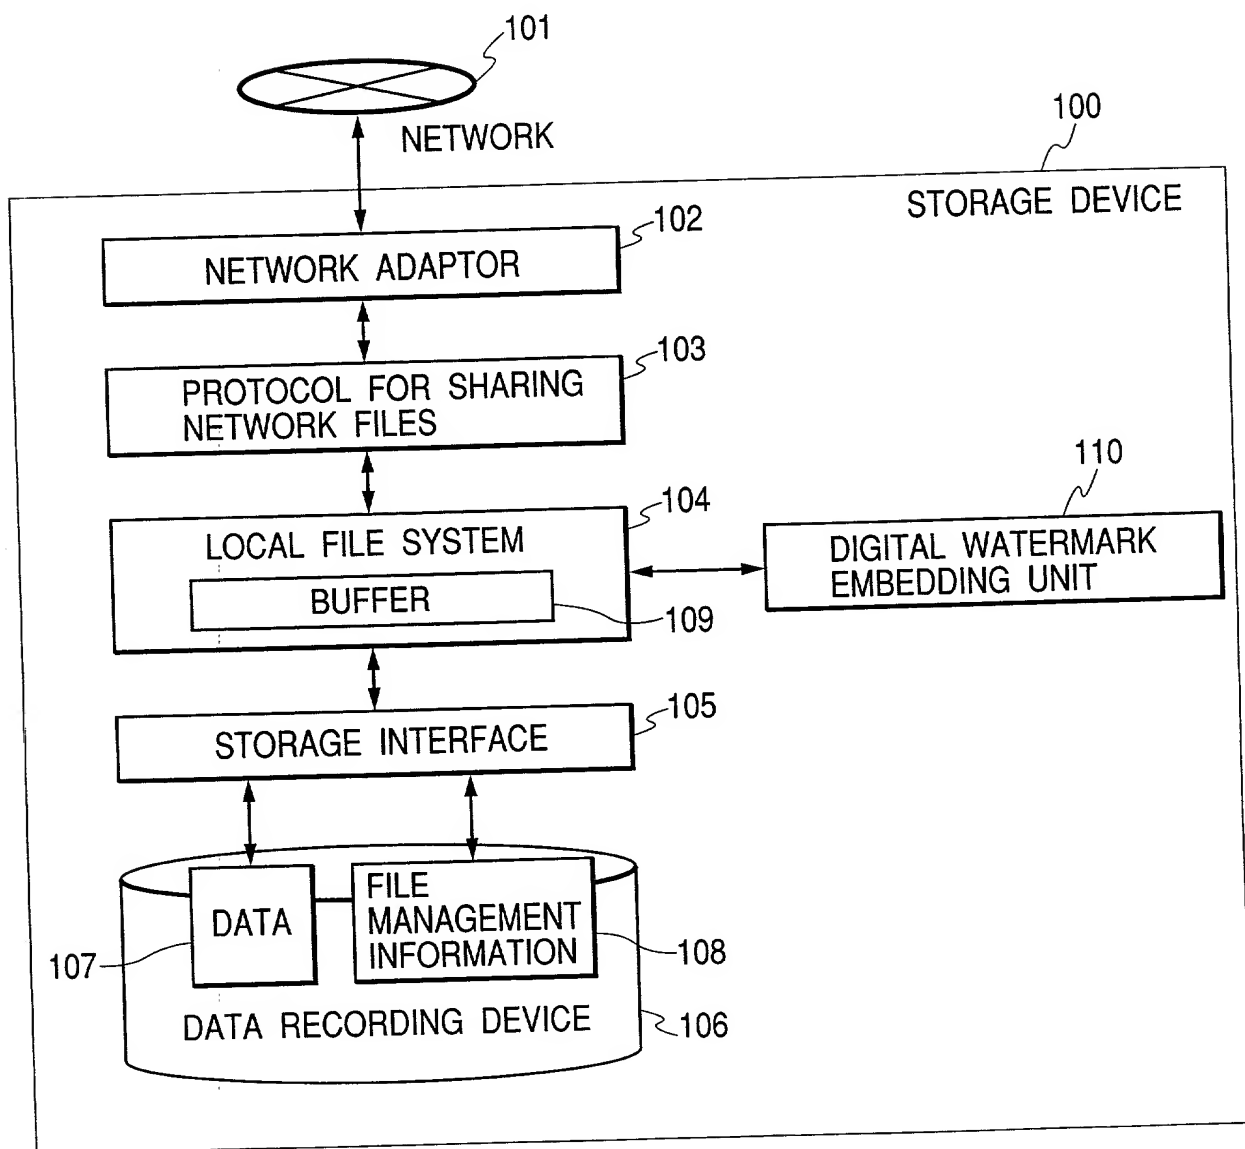 101
NETWORK
100
STORAGE DEVICE
102
NETWORK ADAPTOR
103
PROTOCOL FOR SHARING
NETWORK FILES
104
LOCAL FILE SYSTEM
BUFFER
109
110
DIGITAL WATERMARK
EMBEDDING UNIT
105
STORAGE INTERFACE
DATA
107
FILE
MANAGEMENT
INFORMATION
108
DATA RECORDING DEVICE
106